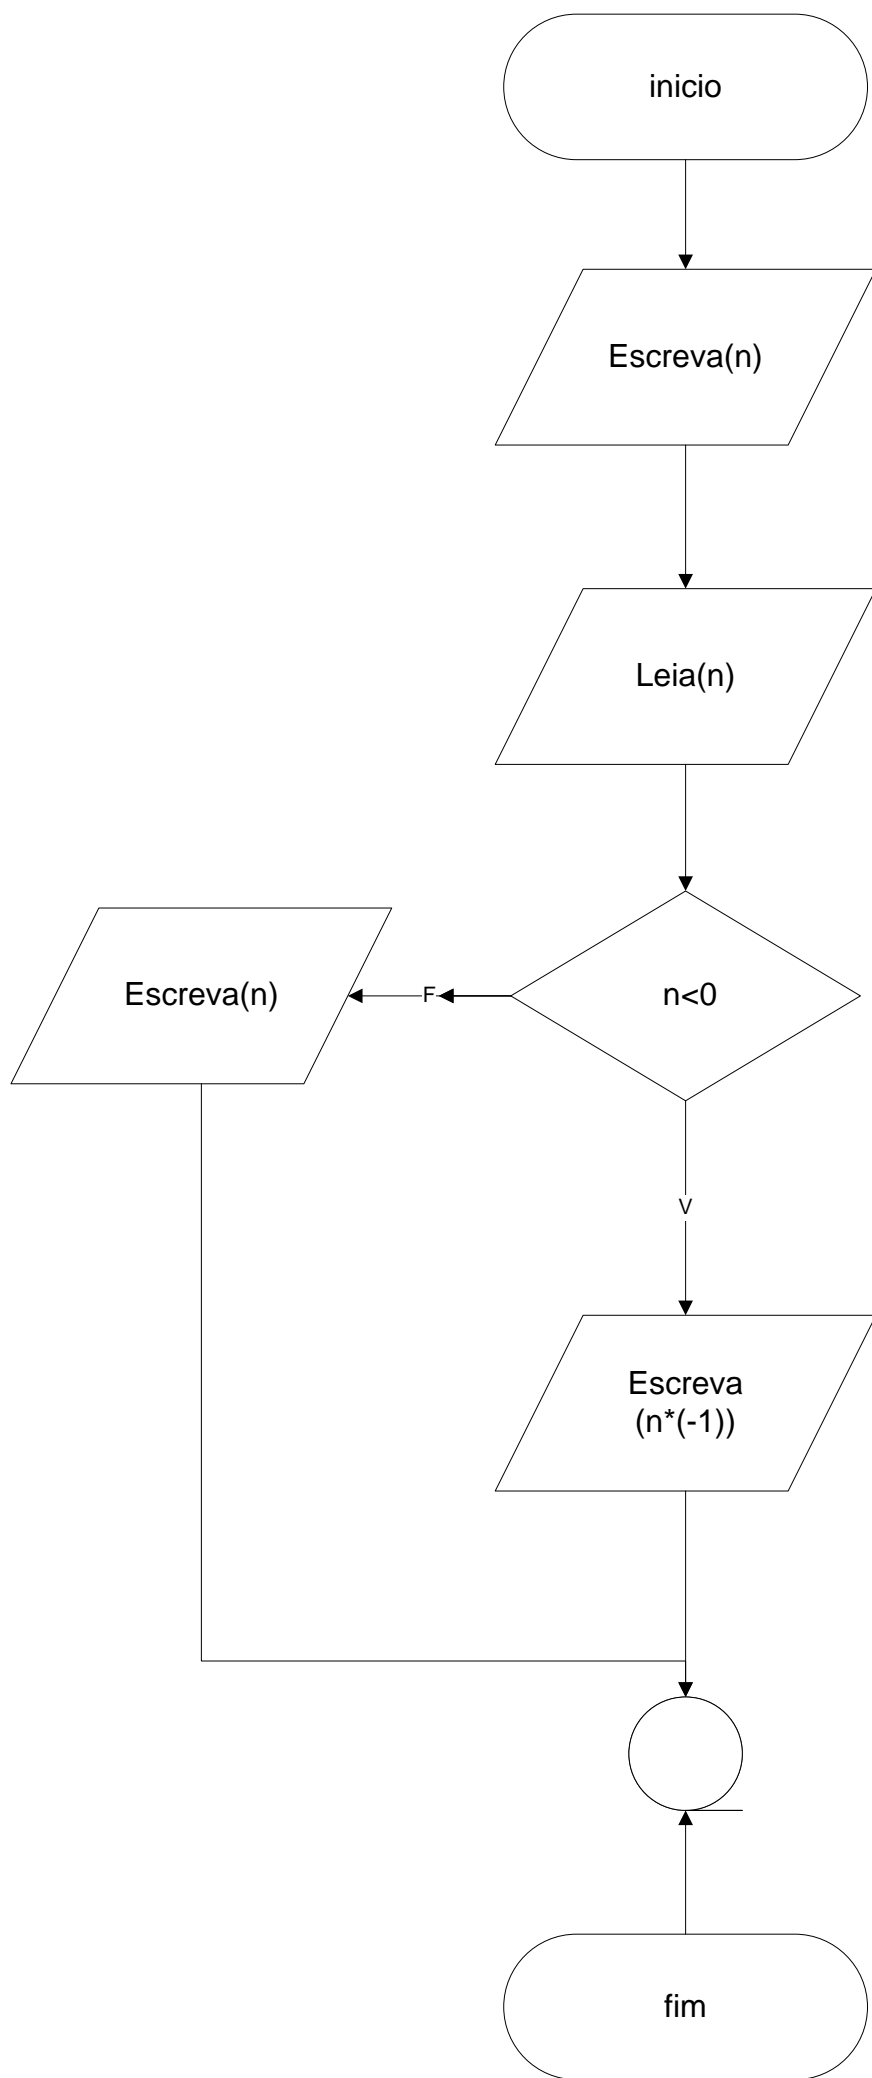 inicio
Escreva(n)
Leia(n)
n<0
F
Escreva(n)
V
Escreva
(n*(-1))
fim